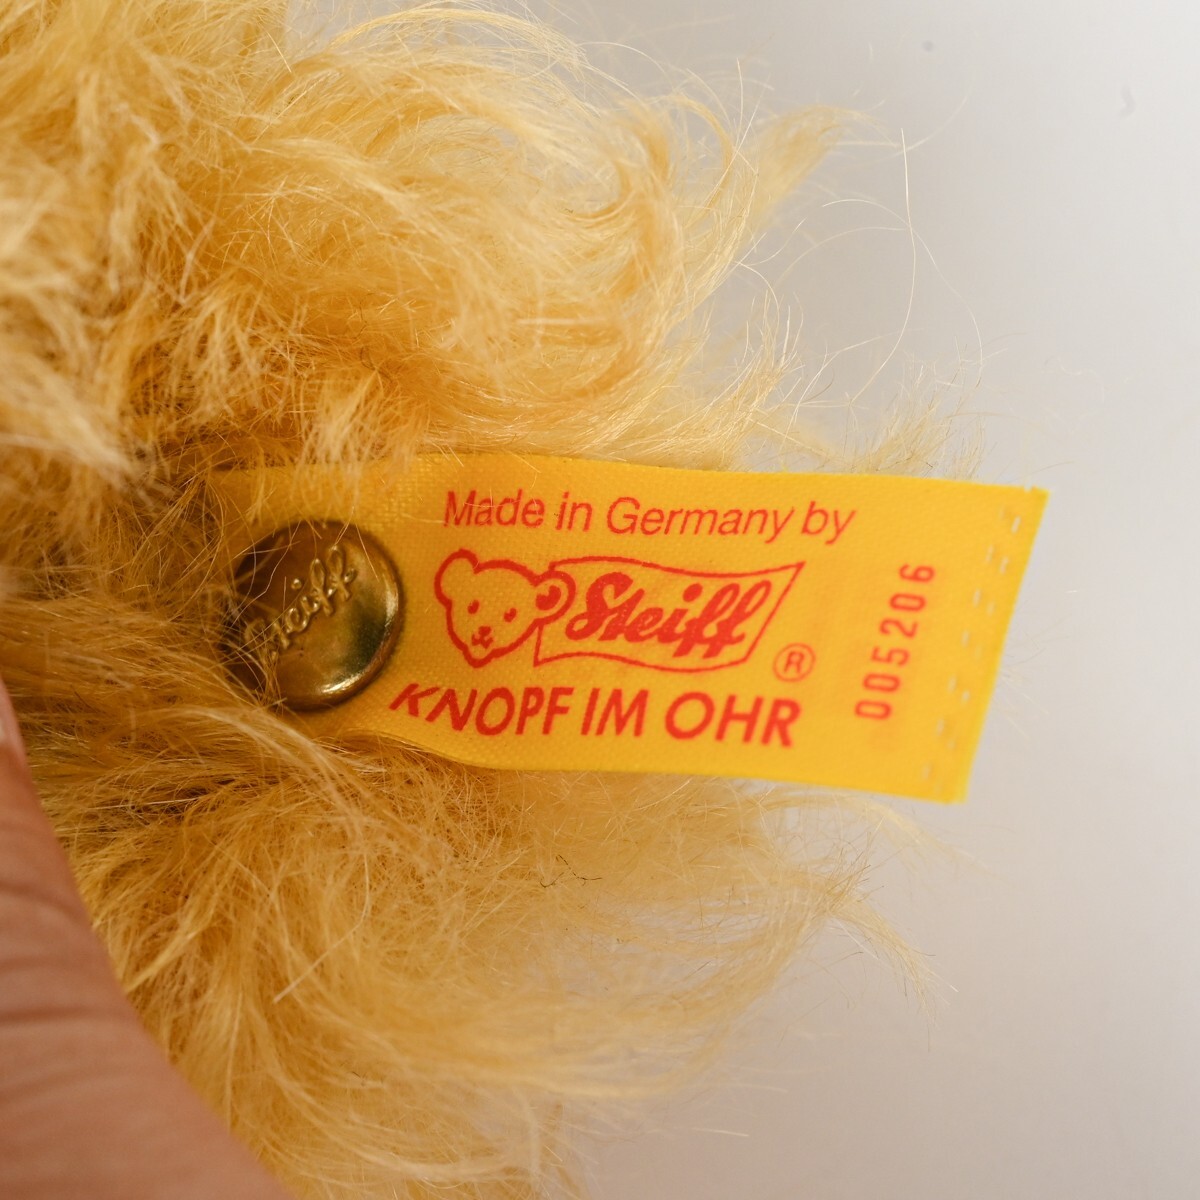 Made in Germany by
Steiff
Steiff ®
KNOPF IM OHR
005206